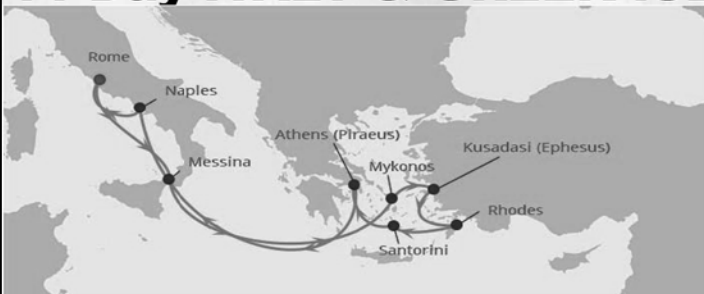 Rome
Naples
Athens (Piraeus)
Kusadasi (Ephesus)
Mykonos
Messina
Rhodes
Santorini